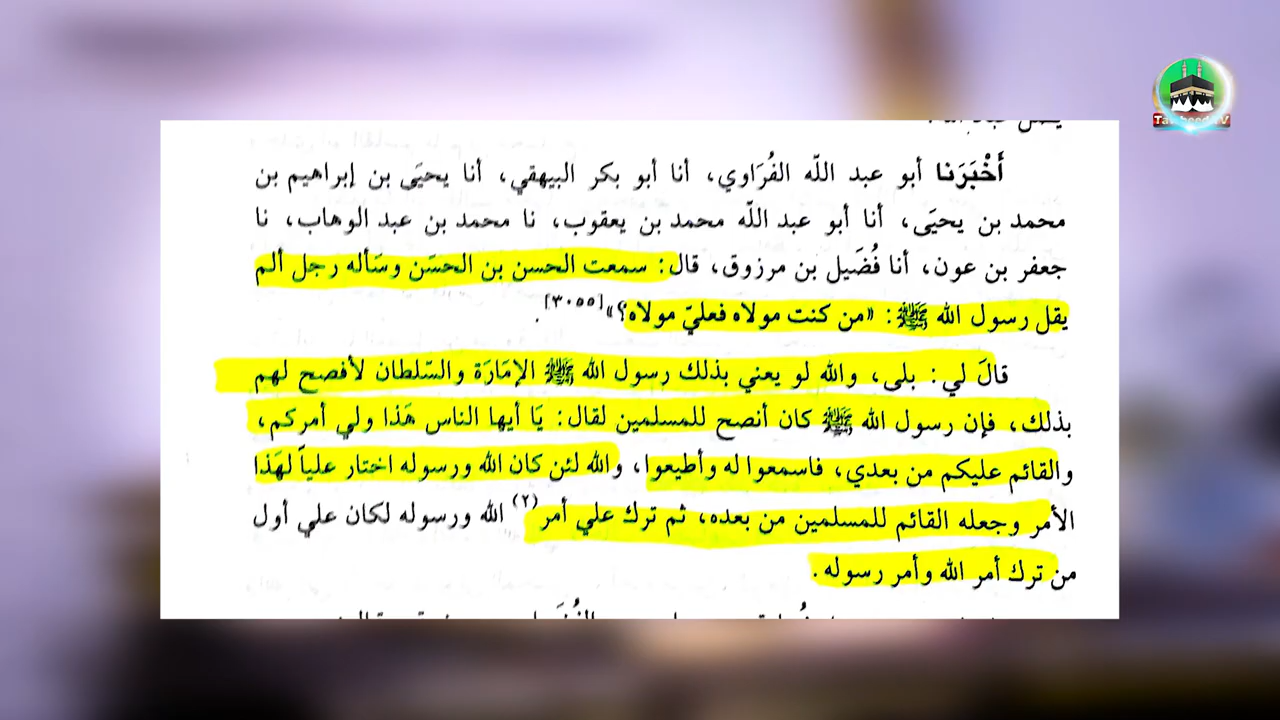 أَخْبَرَنا أبو عبد اللّه الفُرَاوي، أنا أبو بكر البيهقي، أنا يحيَى بن إبراهيم بن
محمد بن يحيَى، أنا أبو عبد اللّه محمد بن يعقوب، نا محمد بن عبد الوهاب، نا
جعفر بن عون، أنا فُضَيل بن مرزوق، قال: سمعت الحسن بن الحسَن وسَأله رجل ألم
يقل رسول الله ﷺ: «من كنت مولاه فعليّ مولاه؟»[٣٠٥٥].
قالَ لي: بلى، والله لو يعني بذلك رسول الله ﷺ الإمَارَة والسّلطان لأفصح لهم
بذلك، فإن رسول الله ﷺ كان أنصح للمسلمين لقال: يَا أيها الناس هَذا ولي أمركم،
والقائم عليكم من بعدي، فاسمعوا له وأطيعوا، والله لئن كان الله ورسوله اختار علياً لهَذا
الأمر وجعله القائم للمسلمين من بعده، ثم ترك علي أمر(٢) الله ورسوله لكان علي أول
من ترك أمر الله وأمر رسوله.